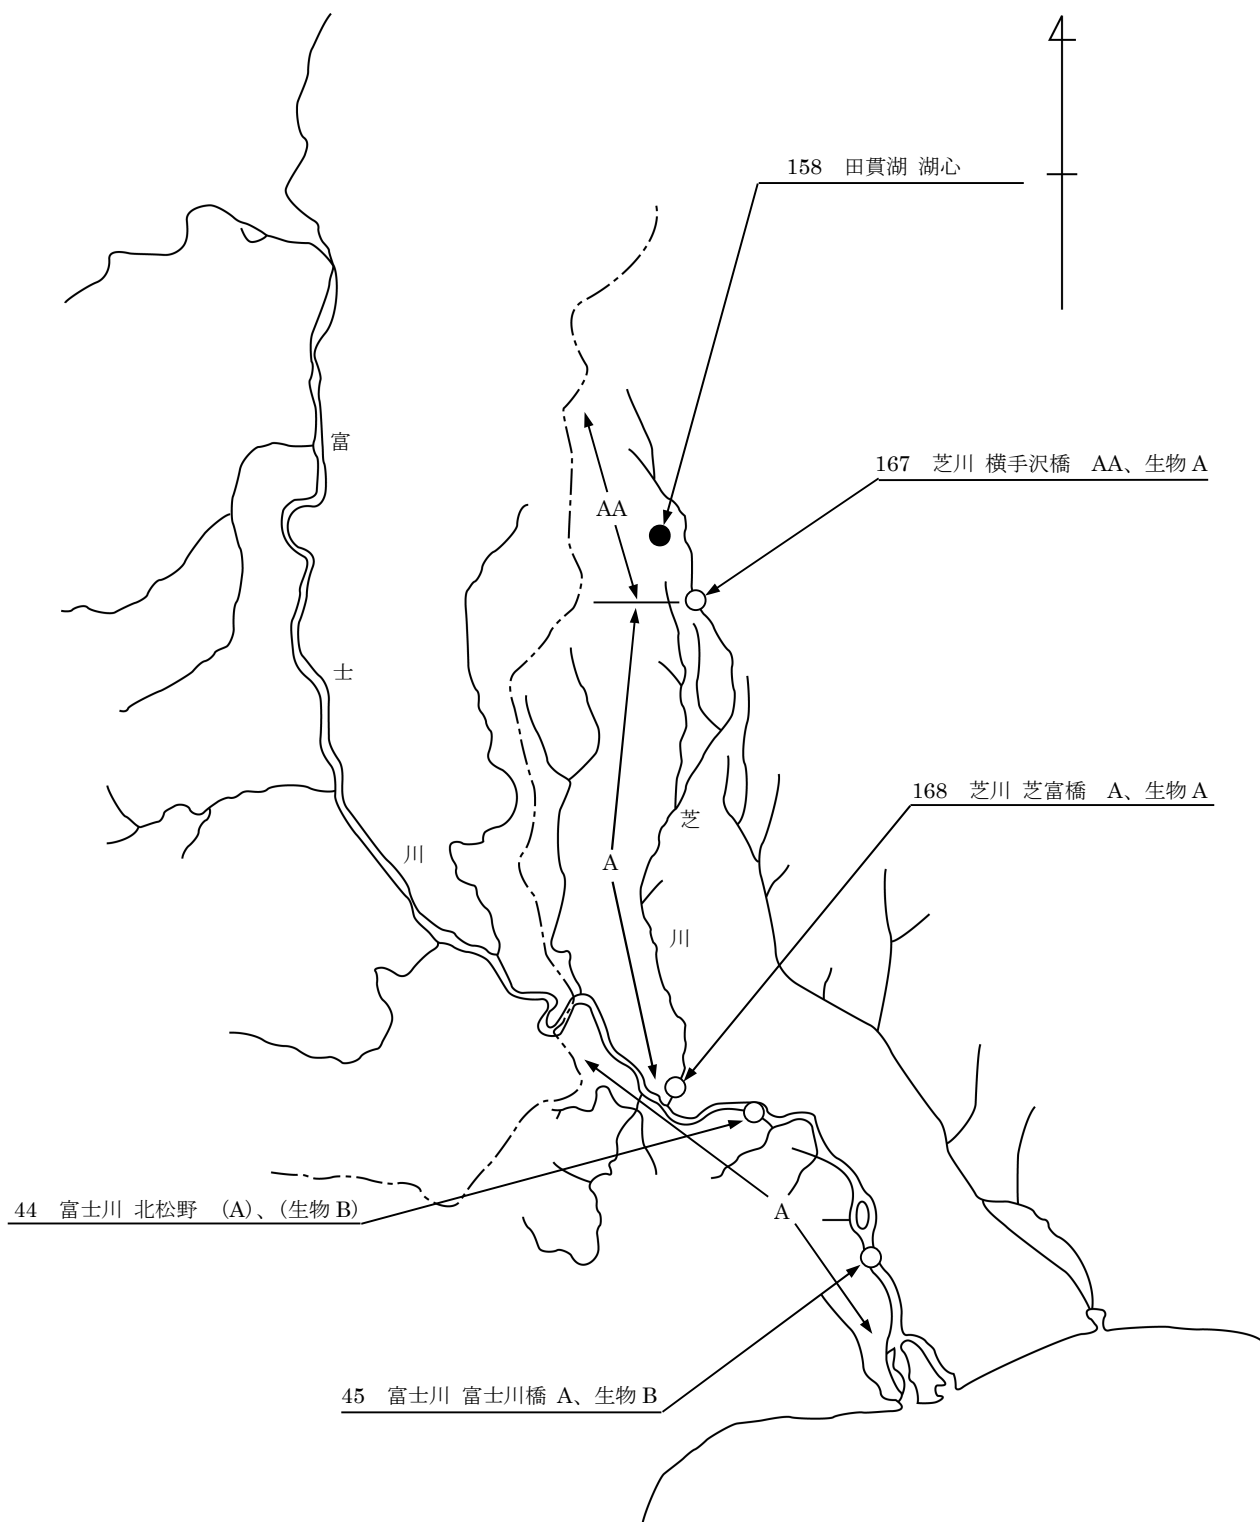 158 田貫湖 湖心
富
167 芝川 横手沢橋 AA、生物 A
AA
士
168 芝川 芝富橋 A、生物 A
芝
川
A
川
44 富士川 北松野 (A)、(生物 B)
A
45 富士川 富士川橋 A、生物 B